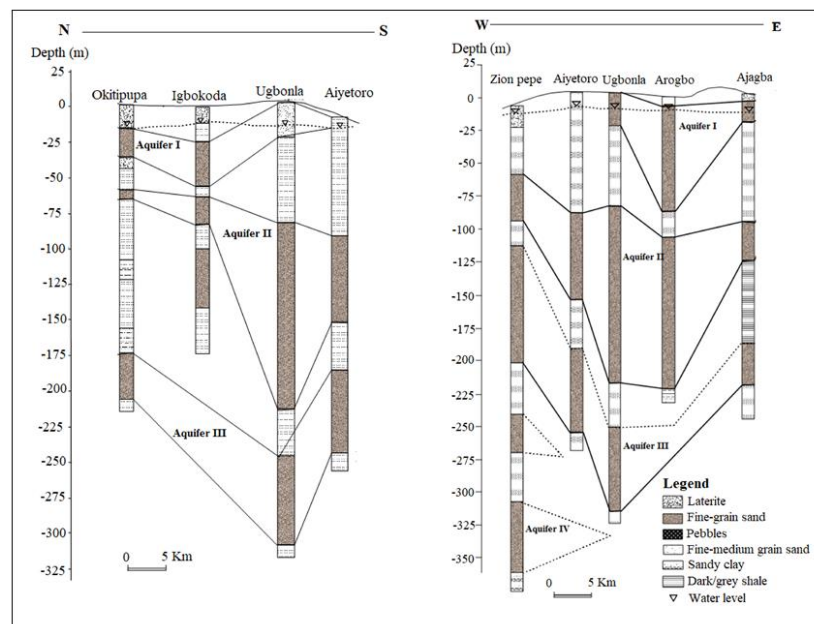 N S
Depth (m)
25
0
-25
-50
-75
-100
-125
-150
-175
-200
-225
-250
-275
-300
-325
Okitipupa Igbokoda Ugbonla Aiyetoro
Aquifer I
Aquifer II
Aquifer III
0 5 Km
W E
Depth (m)
25
0
-25
-50
-75
-100
-125
-150
-175
-200
-225
-250
-275
-300
-325
-350
Zion pepe Aiyetoro Ugbonla Arogbo Ajagba
Aquifer I
Aquifer II
Aquifer III
Aquifer IV
0 5 Km
Legend
Laterite
Fine-grain sand
Pebbles
Fine-medium grain sand
Sandy clay
Dark/grey shale
Water level